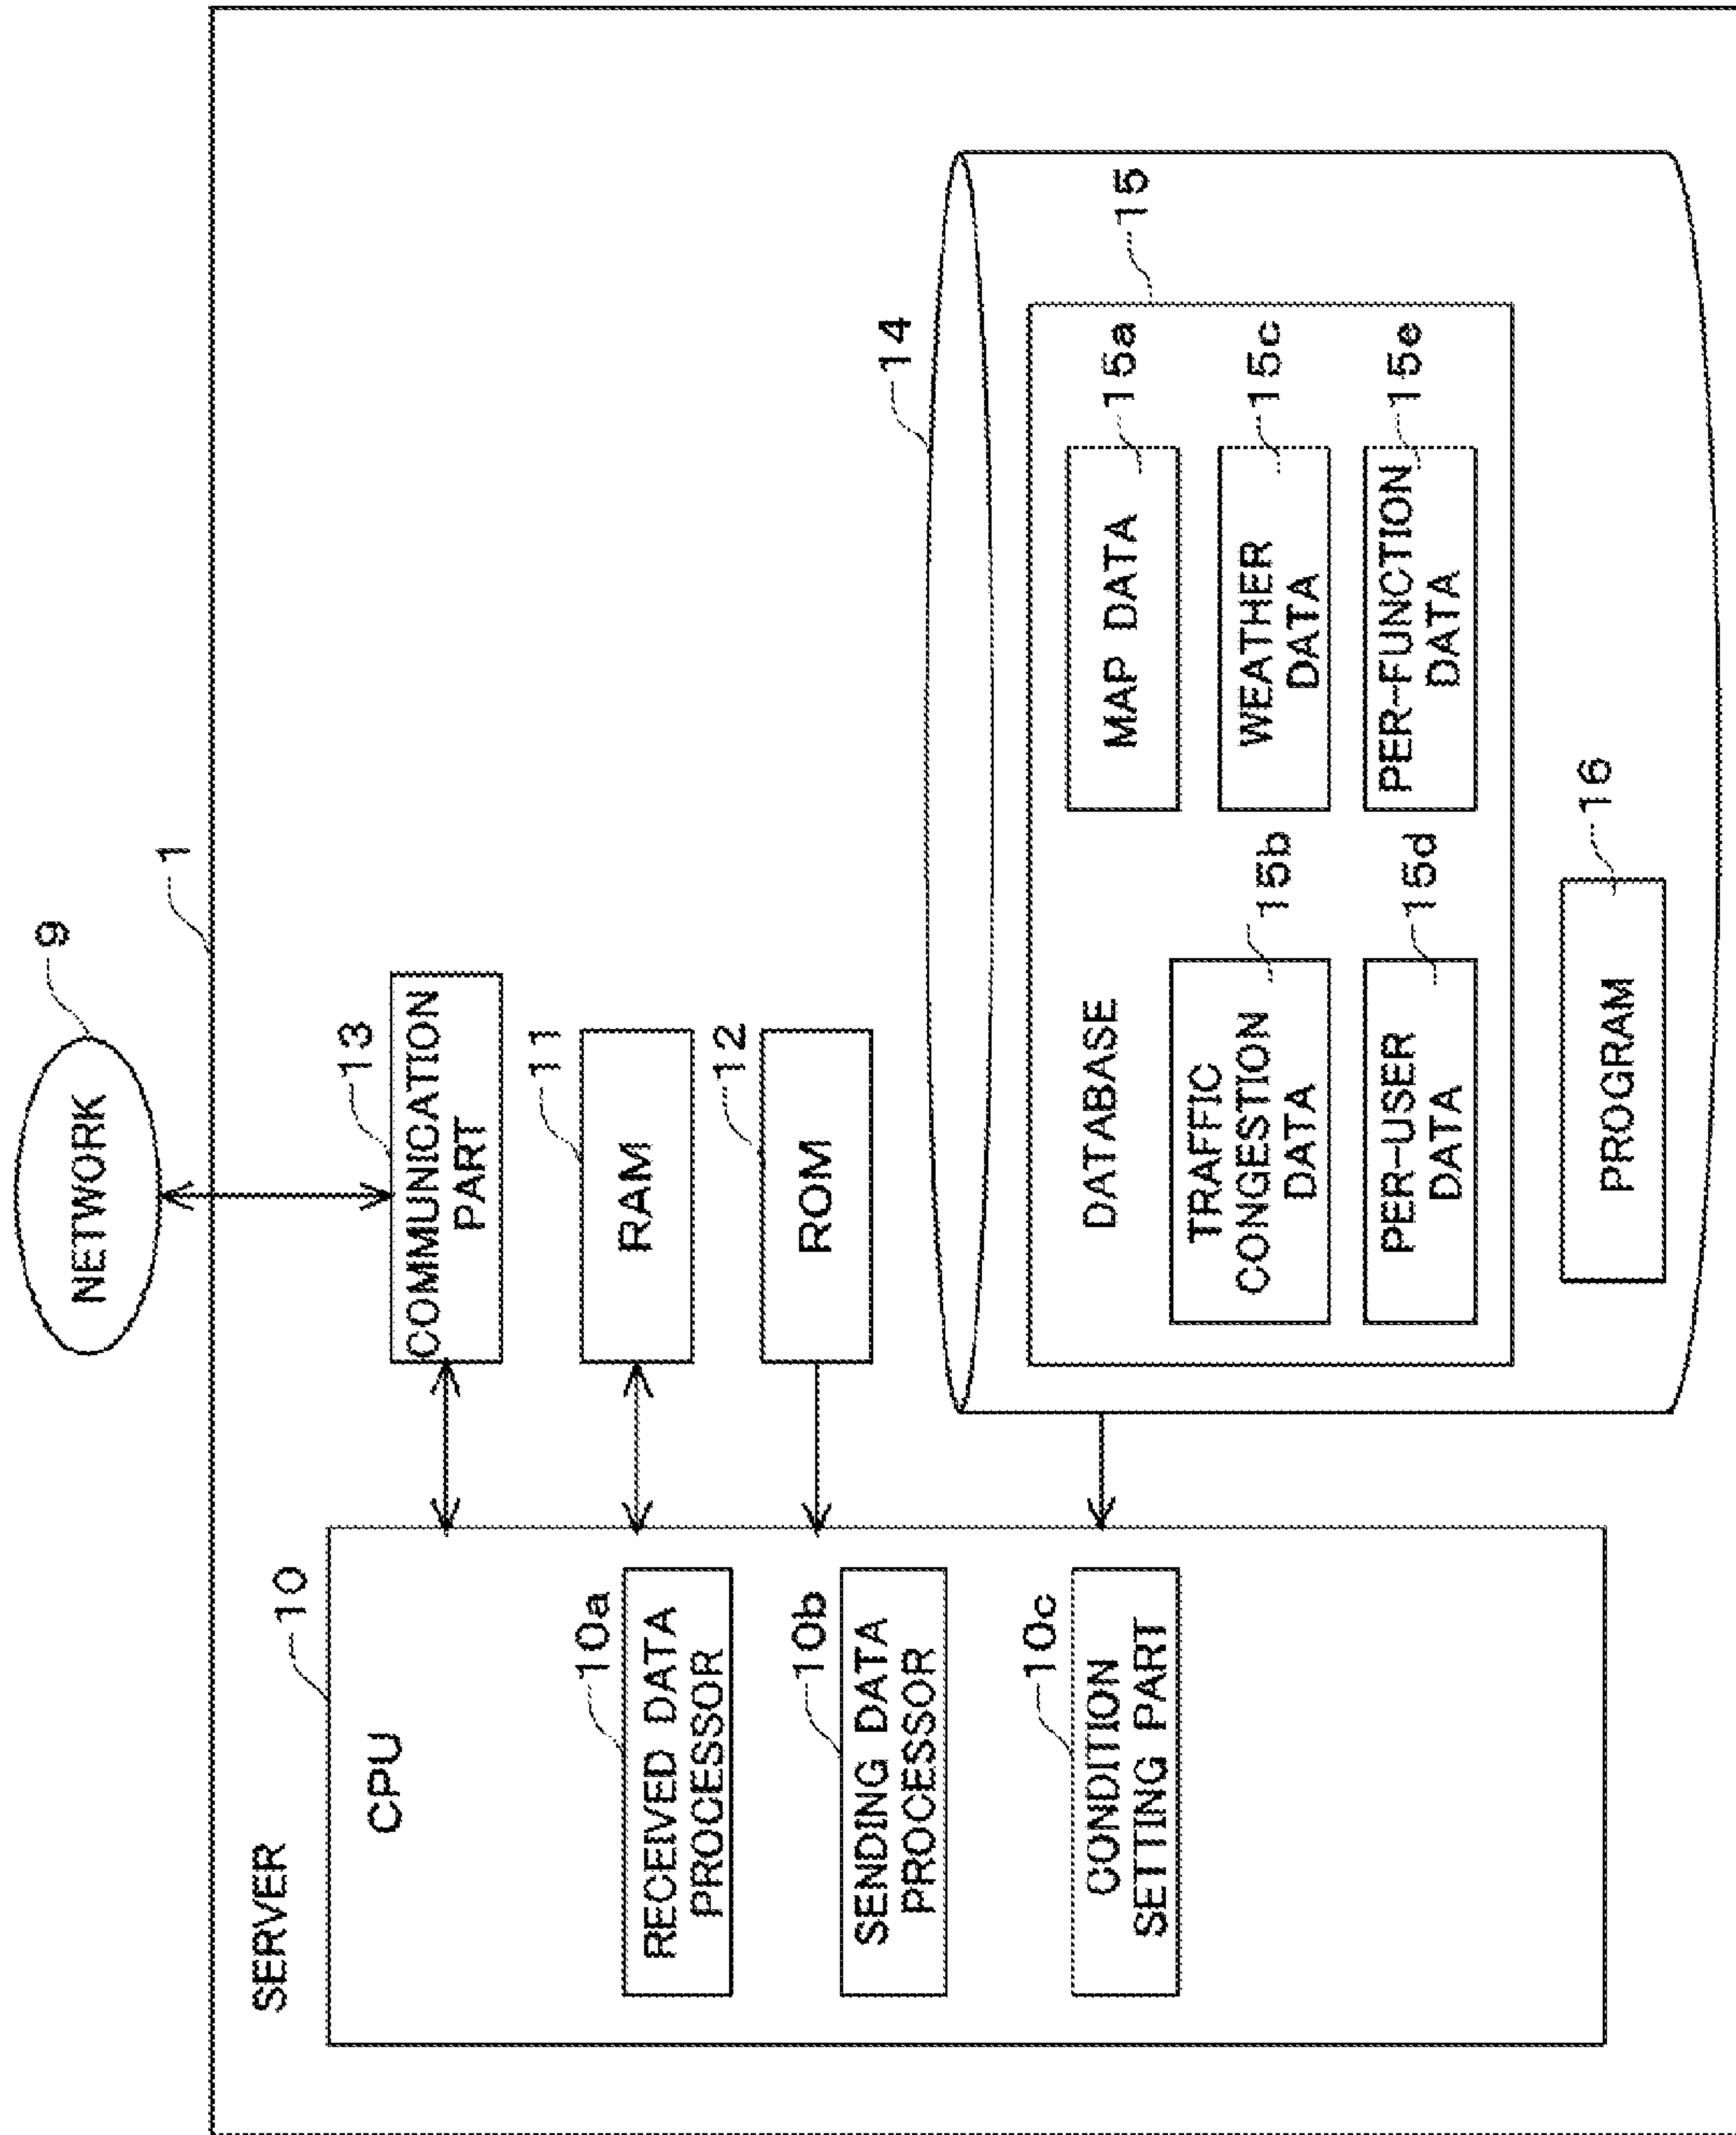 9
NETWORK
1
SERVER
10
CPU
10a
RECEIVED DATA
PROCESSOR
10b
SENDING DATA
PROCESSOR
10c
CONDITION
SETTING PART
13
COMMUNICATION
PART
11
RAM
12
ROM
14
15
DATABASE
15a
MAP DATA
15b
TRAFFIC
CONGESTION
DATA
15c
WEATHER
DATA
15d
PER-USER
DATA
15e
PER-FUNCTION
DATA
16
PROGRAM